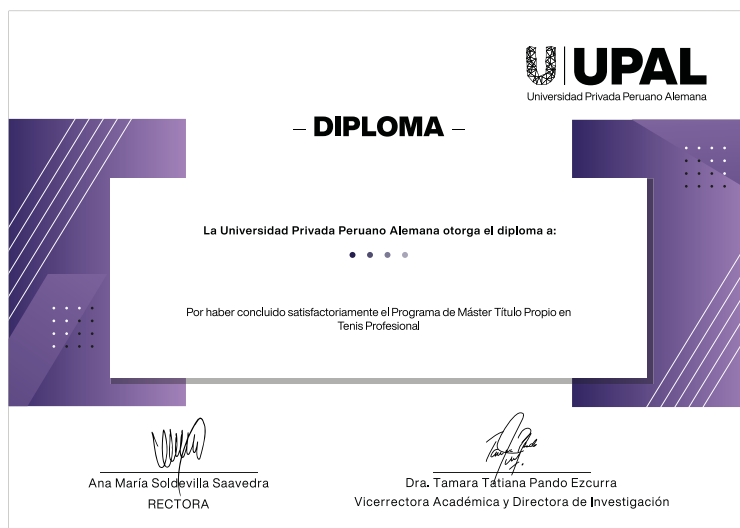 UPAL
Universidad Privada Peruano Alemana
– DIPLOMA –
La Universidad Privada Peruano Alemana otorga el diploma a:
Por haber concluido satisfactoriamente el Programa de Máster Título Propio en
Tenis Profesional
Ana María Soldevilla Saavedra
RECTORA
Dra. Tamara Tatiana Pando Ezcurra
Vicerrectora Académica y Directora de Investigación